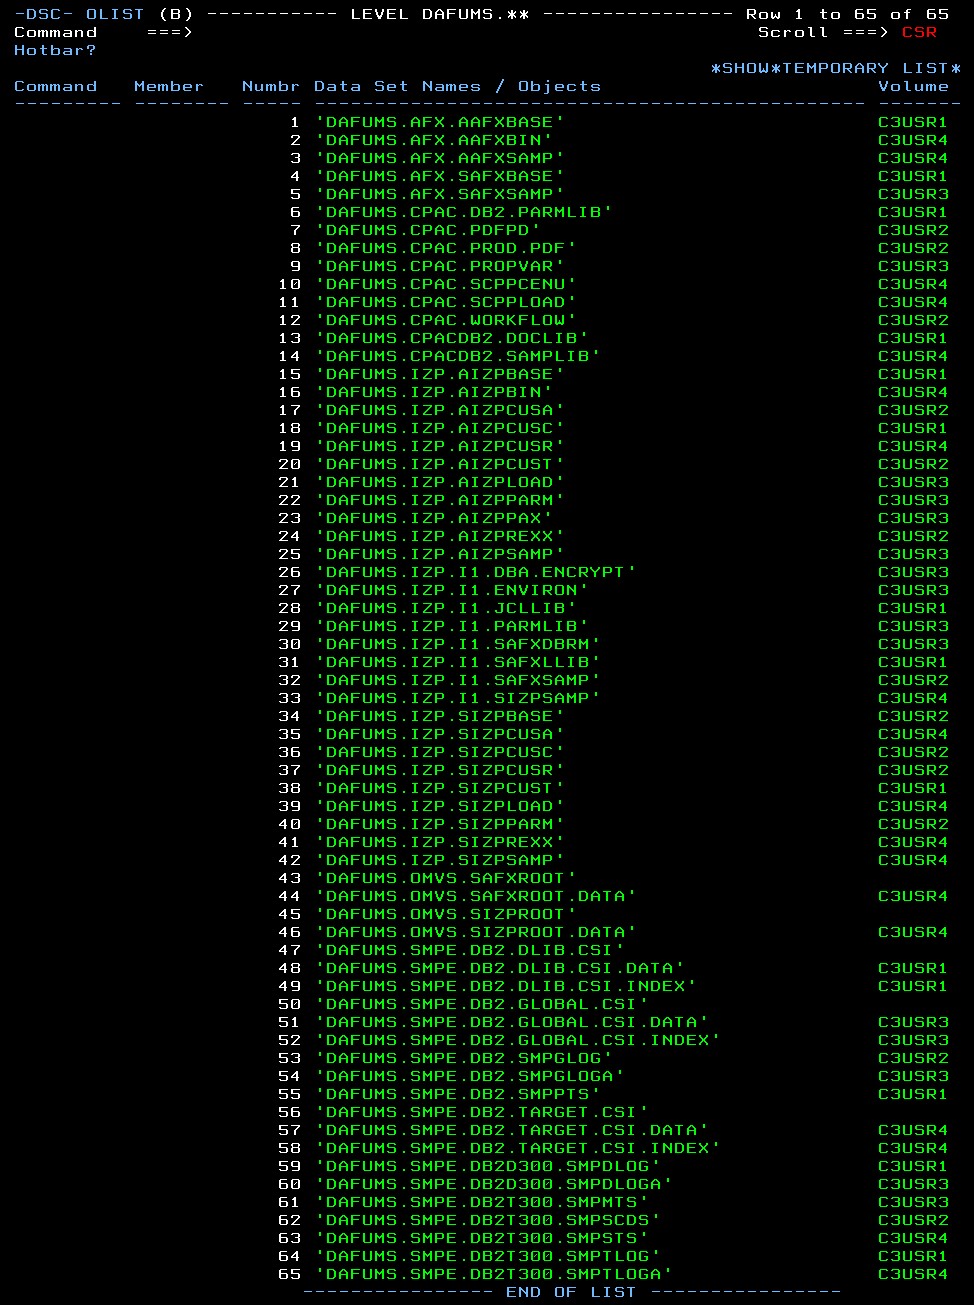 -DSC- OLIST (B) ----------- LEVEL DAFUMS.** ---------------- Row 1 to 65 of 65
Command    ===> Scroll ===> CSR
Hotbar?
*SHOW*TEMPORARY LIST*
Command   Member   Numbr Data Set Names / Objects Volume
--------- -------- ----- ---------------------------------------------- -------
1 'DAFUMS.AFX.AAFXBASE' C3USR1
2 'DAFUMS.AFX.AAFXBIN' C3USR4
3 'DAFUMS.AFX.AAFXSAMP' C3USR4
4 'DAFUMS.AFX.SAFXBASE' C3USR1
5 'DAFUMS.AFX.SAFXSAMP' C3USR3
6 'DAFUMS.CPAC.DB2.PARMLIB' C3USR1
7 'DAFUMS.CPAC.PDFPD' C3USR2
8 'DAFUMS.CPAC.PROD.PDF' C3USR2
9 'DAFUMS.CPAC.PROPVAR' C3USR3
10 'DAFUMS.CPAC.SCPPCENU' C3USR4
11 'DAFUMS.CPAC.SCPPLOAD' C3USR4
12 'DAFUMS.CPAC.WORKFLOW' C3USR2
13 'DAFUMS.CPACDB2.DOCLIB' C3USR1
14 'DAFUMS.CPACDB2.SAMPLIB' C3USR4
15 'DAFUMS.IZP.AIZPBASE' C3USR1
16 'DAFUMS.IZP.AIZPBIN' C3USR4
17 'DAFUMS.IZP.AIZPCUSA' C3USR2
18 'DAFUMS.IZP.AIZPCUSC' C3USR1
19 'DAFUMS.IZP.AIZPCUSR' C3USR4
20 'DAFUMS.IZP.AIZPCUST' C3USR2
21 'DAFUMS.IZP.AIZPLOAD' C3USR3
22 'DAFUMS.IZP.AIZPPARM' C3USR3
23 'DAFUMS.IZP.AIZPPAX' C3USR3
24 'DAFUMS.IZP.AIZPREXX' C3USR2
25 'DAFUMS.IZP.AIZPSAMP' C3USR3
26 'DAFUMS.IZP.I1.DBA.ENCRYPT' C3USR3
27 'DAFUMS.IZP.I1.ENVIRON' C3USR3
28 'DAFUMS.IZP.I1.JCLLIB' C3USR1
29 'DAFUMS.IZP.I1.PARMLIB' C3USR3
30 'DAFUMS.IZP.I1.SAFXDBRM' C3USR3
31 'DAFUMS.IZP.I1.SAFXLLIB' C3USR1
32 'DAFUMS.IZP.I1.SAFXSAMP' C3USR2
33 'DAFUMS.IZP.I1.SIZPSAMP' C3USR4
34 'DAFUMS.IZP.SIZPBASE' C3USR2
35 'DAFUMS.IZP.SIZPCUSA' C3USR4
36 'DAFUMS.IZP.SIZPCUSC' C3USR2
37 'DAFUMS.IZP.SIZPCUSR' C3USR2
38 'DAFUMS.IZP.SIZPCUST' C3USR1
39 'DAFUMS.IZP.SIZPLOAD' C3USR4
40 'DAFUMS.IZP.SIZPPARM' C3USR2
41 'DAFUMS.IZP.SIZPREXX' C3USR4
42 'DAFUMS.IZP.SIZPSAMP' C3USR4
43 'DAFUMS.OMVS.SAFXROOT'
44 'DAFUMS.OMVS.SAFXROOT.DATA' C3USR4
45 'DAFUMS.OMVS.SIZPROOT'
46 'DAFUMS.OMVS.SIZPROOT.DATA' C3USR4
47 'DAFUMS.SMPE.DB2.DLIB.CSI'
48 'DAFUMS.SMPE.DB2.DLIB.CSI.DATA' C3USR1
49 'DAFUMS.SMPE.DB2.DLIB.CSI.INDEX' C3USR1
50 'DAFUMS.SMPE.DB2.GLOBAL.CSI'
51 'DAFUMS.SMPE.DB2.GLOBAL.CSI.DATA' C3USR3
52 'DAFUMS.SMPE.DB2.GLOBAL.CSI.INDEX' C3USR3
53 'DAFUMS.SMPE.DB2.SMPGLOG' C3USR2
54 'DAFUMS.SMPE.DB2.SMPGLOGA' C3USR3
55 'DAFUMS.SMPE.DB2.SMPPTS' C3USR1
56 'DAFUMS.SMPE.DB2.TARGET.CSI'
57 'DAFUMS.SMPE.DB2.TARGET.CSI.DATA' C3USR4
58 'DAFUMS.SMPE.DB2.TARGET.CSI.INDEX' C3USR4
59 'DAFUMS.SMPE.DB2D300.SMPDLOG' C3USR1
60 'DAFUMS.SMPE.DB2D300.SMPDLOGA' C3USR3
61 'DAFUMS.SMPE.DB2T300.SMPMTS' C3USR3
62 'DAFUMS.SMPE.DB2T300.SMPSCDS' C3USR2
63 'DAFUMS.SMPE.DB2T300.SMPSTS' C3USR4
64 'DAFUMS.SMPE.DB2T300.SMPTLOG' C3USR1
65 'DAFUMS.SMPE.DB2T300.SMPTLOGA' C3USR4
---------------- END OF LIST ----------------